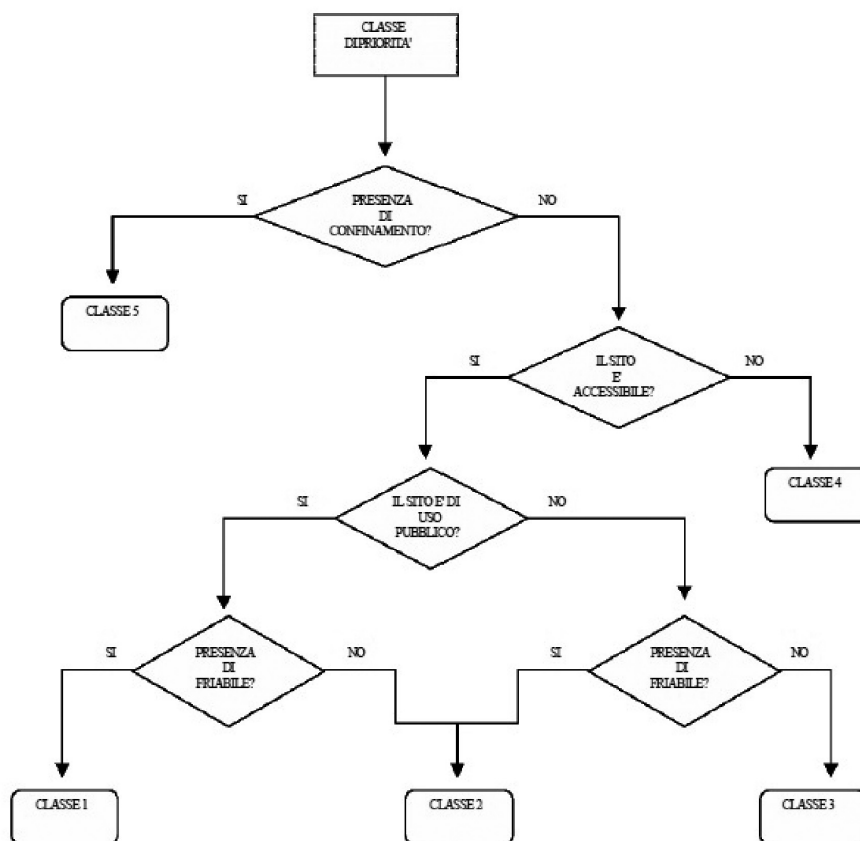 CLASSE
DI PRIORITA'
SI
PRESENZA
DI
CONFINAMENTO?
NO
CLASSE 5
SI
IL SITO
E'
ACCESSIBILE?
NO
CLASSE 4
SI
IL SITO E' DI
USO
PUBBLICO?
NO
SI
PRESENZA
DI
FRIABILE?
NO
SI
PRESENZA
DI
FRIABILE?
NO
CLASSE 1
CLASSE 2
CLASSE 3